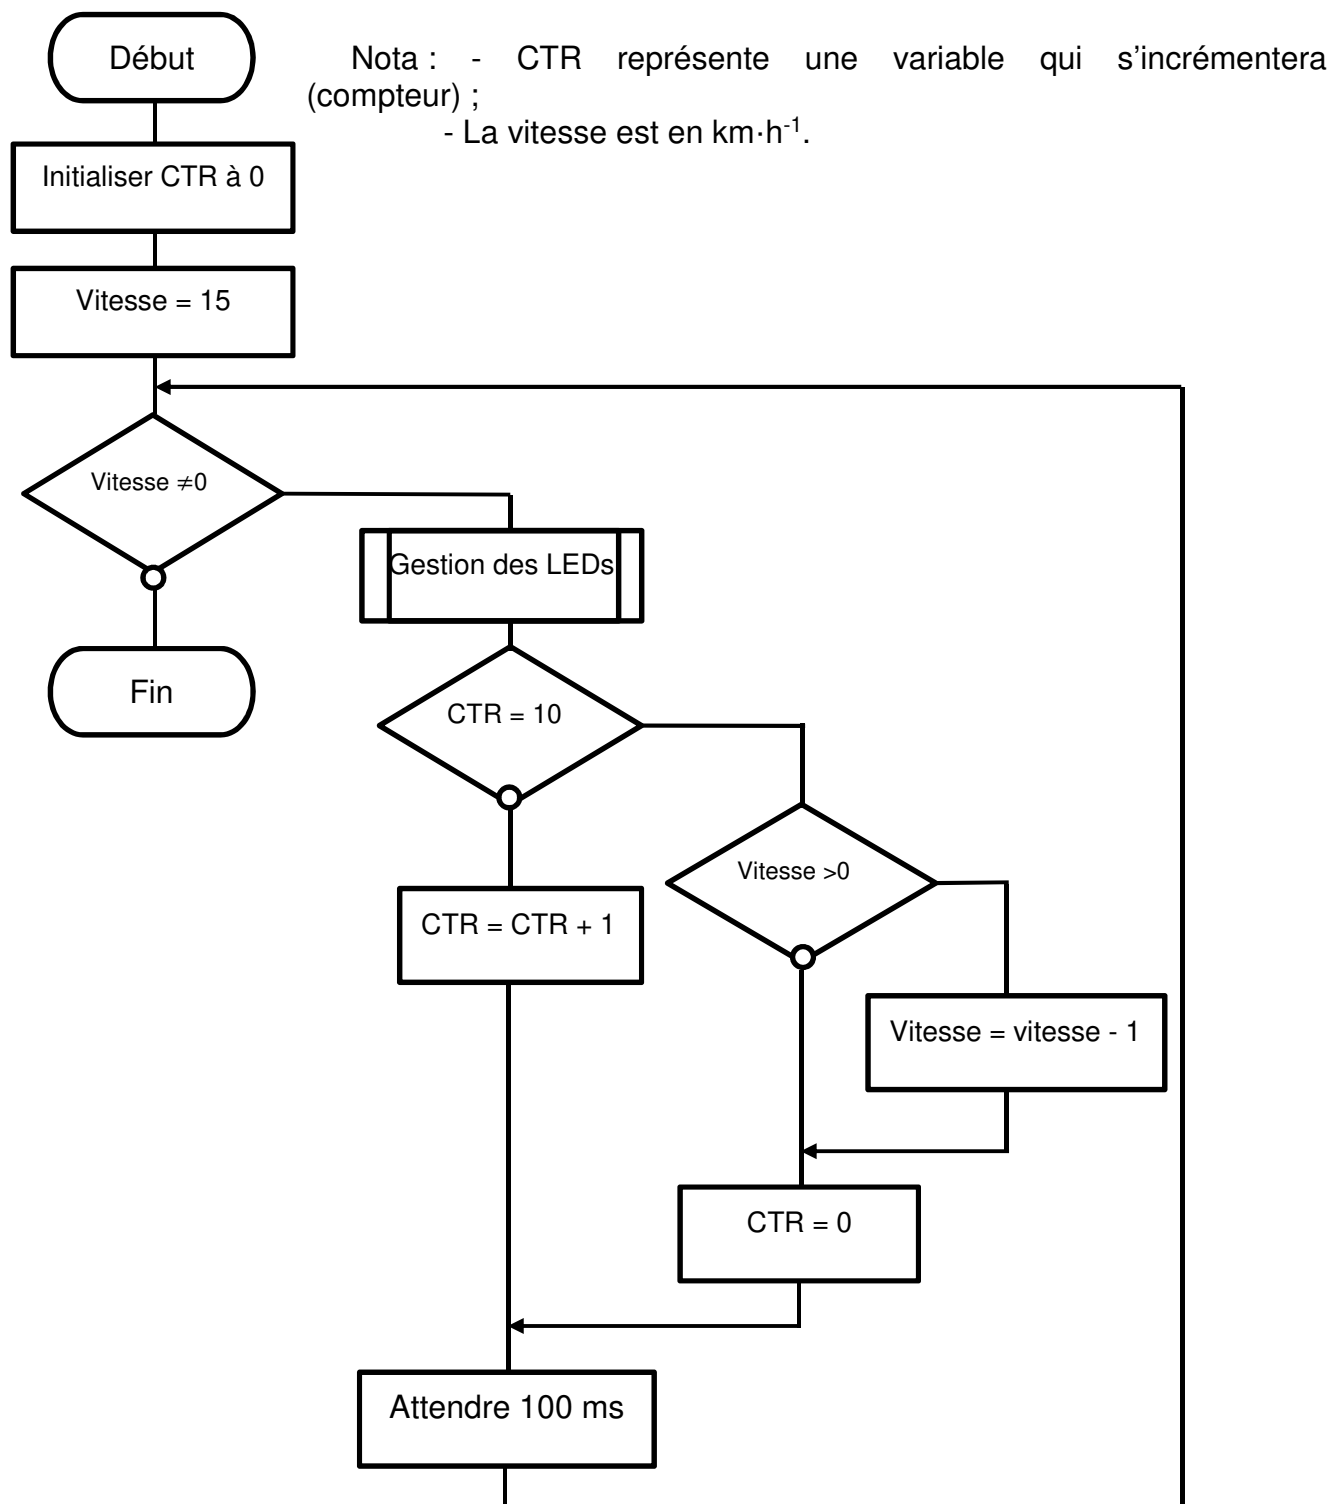 Début
Nota : - CTR représente une variable qui s'incrémentera
(compteur) ;
- La vitesse est en km·h⁻¹.
Initialiser CTR à 0
Vitesse = 15
Vitesse ≠0
Gestion des LEDs
Fin
CTR = 10
Vitesse >0
CTR = CTR + 1
Vitesse = vitesse - 1
CTR = 0
Attendre 100 ms